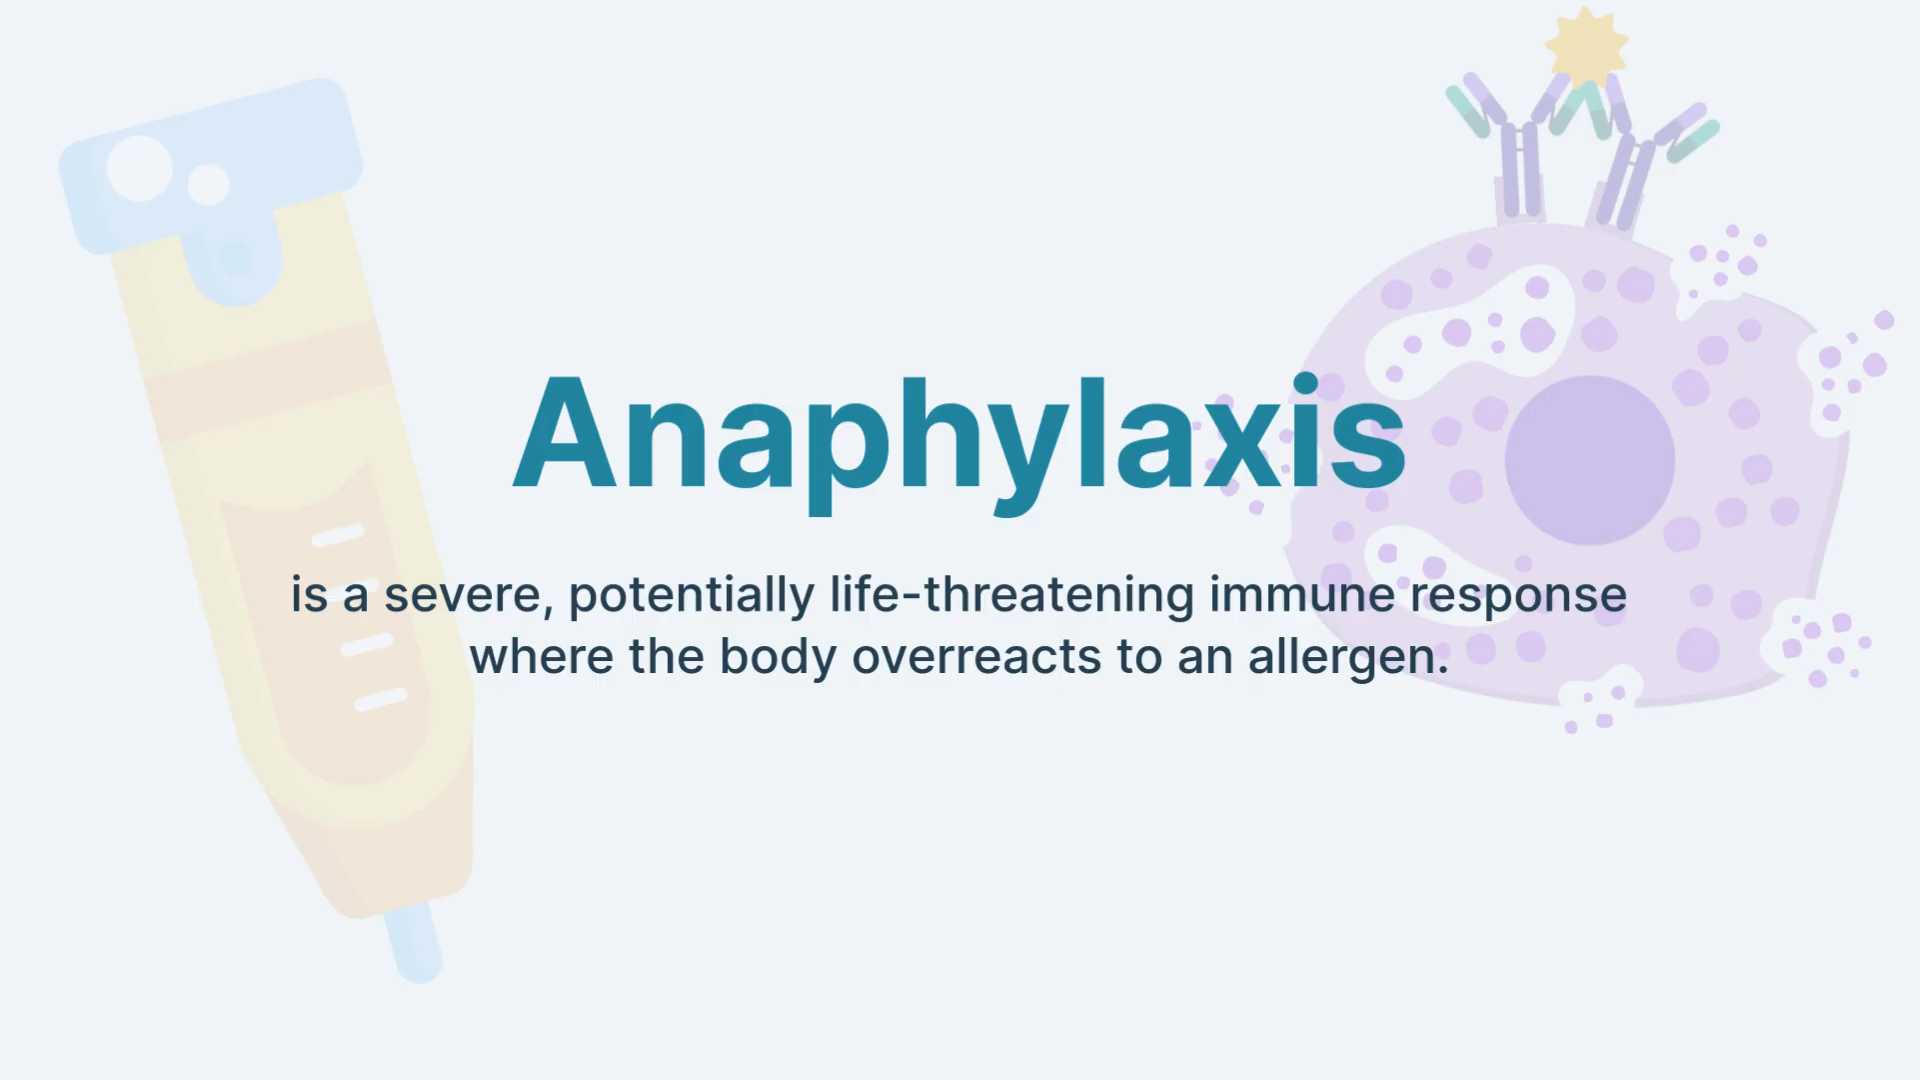 Anaphylaxis
is a severe, potentially life-threatening immune response
where the body overreacts to an allergen.